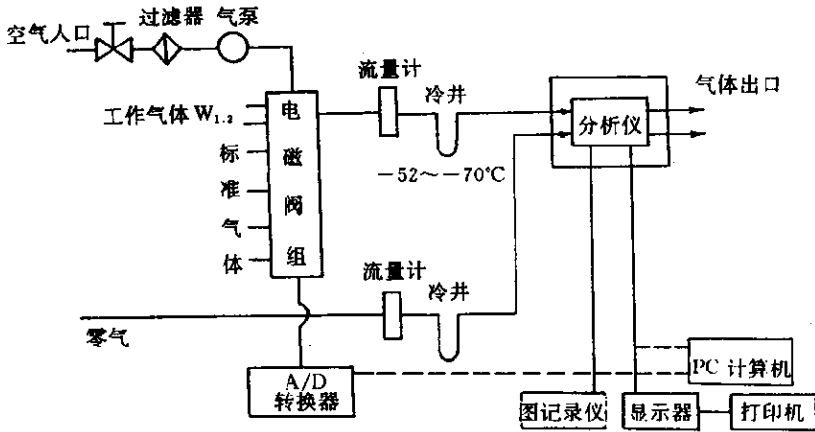 过滤器 气泵
空气人口
流量计
冷井
气体出口
工作气体 W₁.₂
电磁阀组
分析仪
标准气体
－52～－70℃
流量计
冷井
零气
A/D
转换器
PC 计算机
图记录仪
显示器
打印机